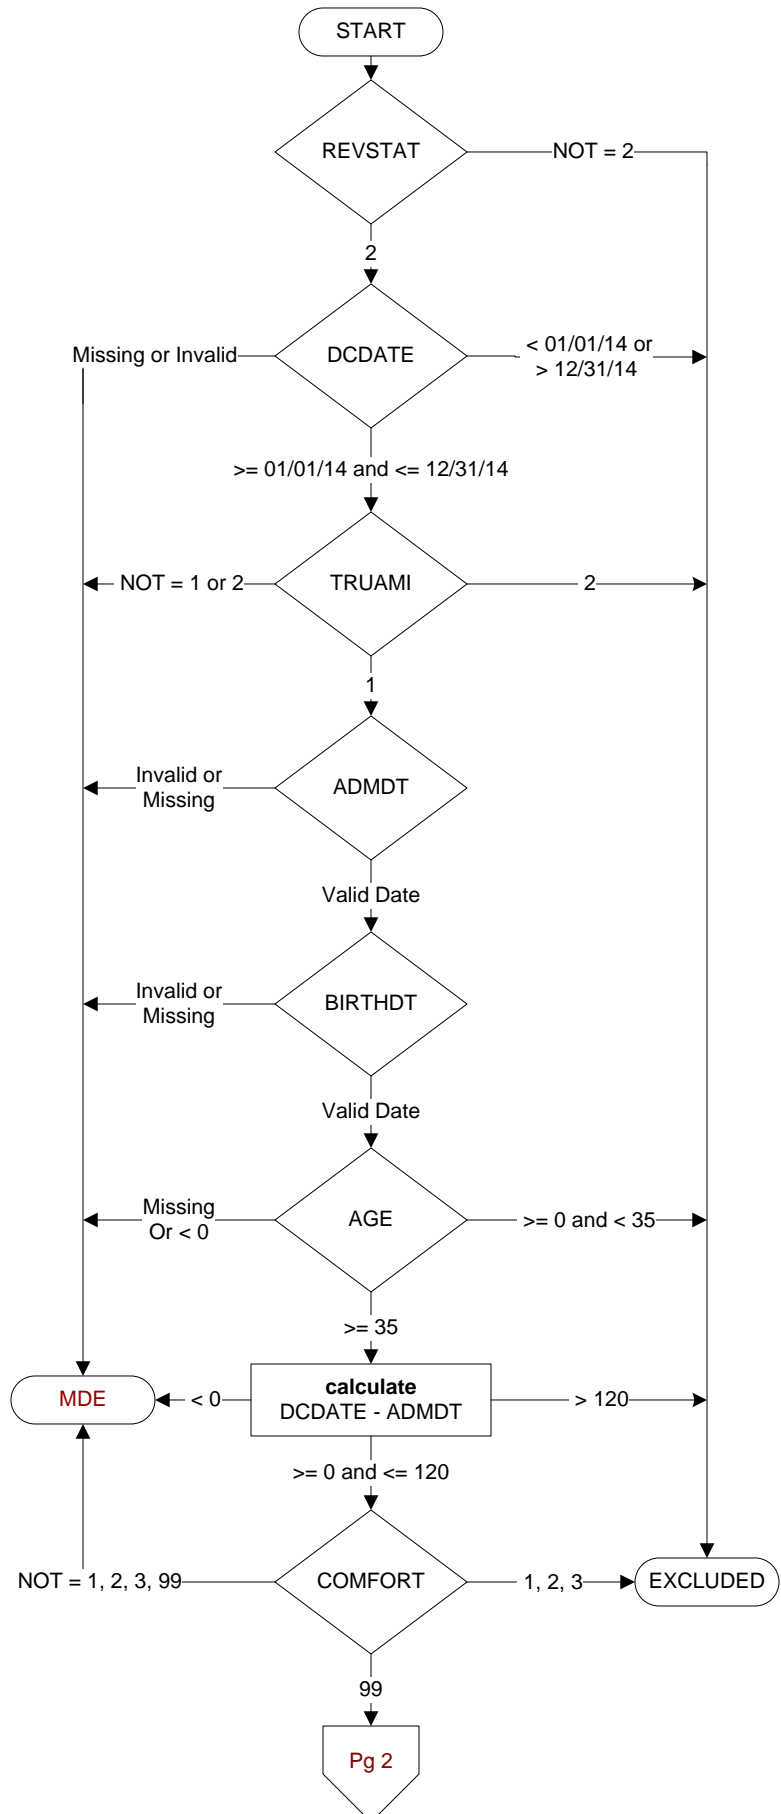 START
REVSTAT
NOT = 2
2
Missing or Invalid
DCDATE
< 01/01/14 or
> 12/31/14
>= 01/01/14 and <= 12/31/14
NOT = 1 or 2
TRUAMI
2
1
Invalid or
Missing
ADMDT
Valid Date
Invalid or
Missing
BIRTHDT
Valid Date
Missing
Or < 0
AGE
>= 0 and < 35
>= 35
MDE
< 0
calculate
DCDATE - ADMDT
> 120
>= 0 and <= 120
NOT = 1, 2, 3, 99
COMFORT
1, 2, 3
EXCLUDED
99
Pg 2